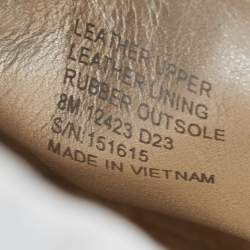 LEATHER UPPER
LEATHER LINING
RUBBER OUTSOLE
8M 12423 D23
S/N:151615
MADE IN VIETNAM